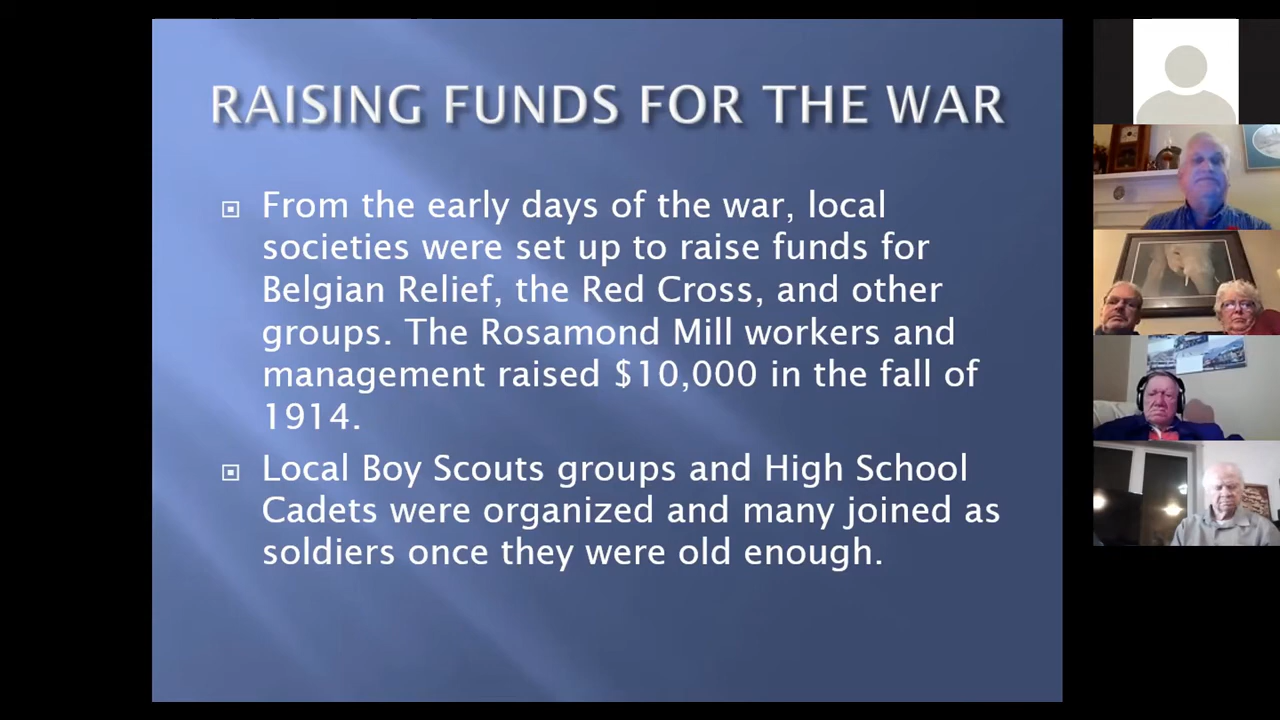 RAISING FUNDS FOR THE WAR
From the early days of the war, local
societies were set up to raise funds for
Belgian Relief, the Red Cross, and other
groups. The Rosamond Mill workers and
management raised $10,000 in the fall of
1914.
Local Boy Scouts groups and High School
Cadets were organized and many joined as
soldiers once they were old enough.